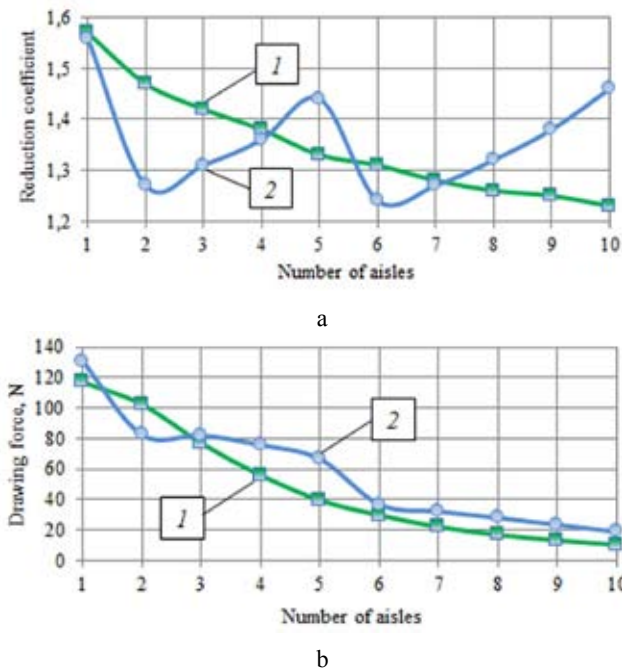 1,6
1,5
1,4
1,3
1,2
Reduction coefficient
1
2
1 2 3 4 5 6 7 8 9 10
Number of aisles
a
140
120
100
80
60
40
20
0
Drawing force, N
2
1
1 2 3 4 5 6 7 8 9 10
Number of aisles
b